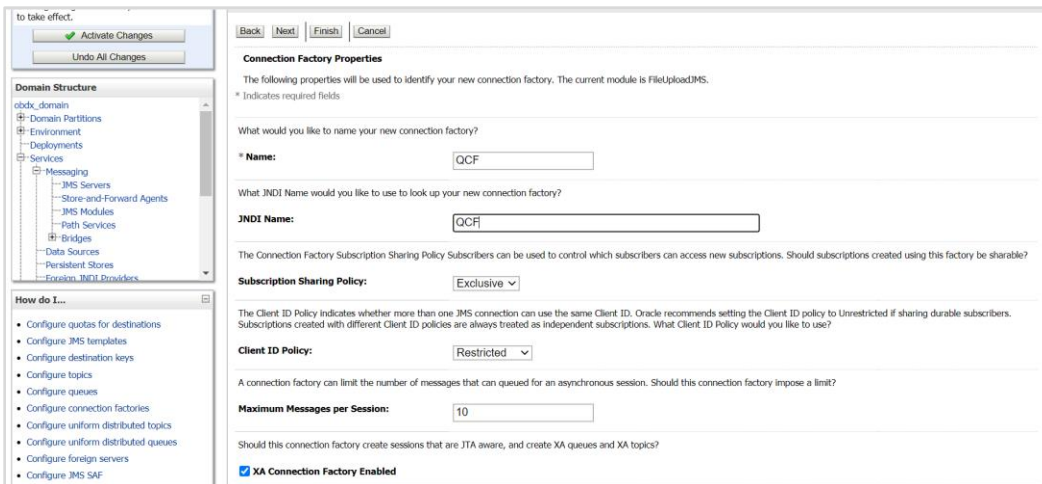 to take effect.
Activate Changes
Undo All Changes
Domain Structure
obdx_domain
Domain Partitions
Environment
Deployments
Services
Messaging
JMS Servers
Store-and-Forward Agents
JMS Modules
Path Services
Bridges
Data Sources
Persistent Stores
Foreign JNDI Providers
How do I...
Configure quotas for destinations
Configure JMS templates
Configure destination keys
Configure topics
Configure queues
Configure connection factories
Configure uniform distributed topics
Configure uniform distributed queues
Configure foreign servers
Configure JMS SAF
Back Next Finish Cancel
Connection Factory Properties
The following properties will be used to identify your new connection factory. The current module is FileUploadJMS.
* Indicates required fields
What would you like to name your new connection factory?
* Name: QCF
What JNDI Name would you like to use to look up your new connection factory?
JNDI Name: QCF
The Connection Factory Subscription Sharing Policy Subscribers can be used to control which subscribers can access new subscriptions. Should subscriptions created using this factory be sharable?
Subscription Sharing Policy: Exclusive
The Client ID Policy indicates whether more than one JMS connection can use the same Client ID. Oracle recommends setting the Client ID policy to Unrestricted if sharing durable subscribers.
Subscriptions created with different Client ID policies are always treated as independent subscriptions. What Client ID Policy would you like to use?
Client ID Policy: Restricted
A connection factory can limit the number of messages that can queued for an asynchronous session. Should this connection factory impose a limit?
Maximum Messages per Session: 10
Should this connection factory create sessions that are JTA aware, and create XA queues and XA topics?
XA Connection Factory Enabled